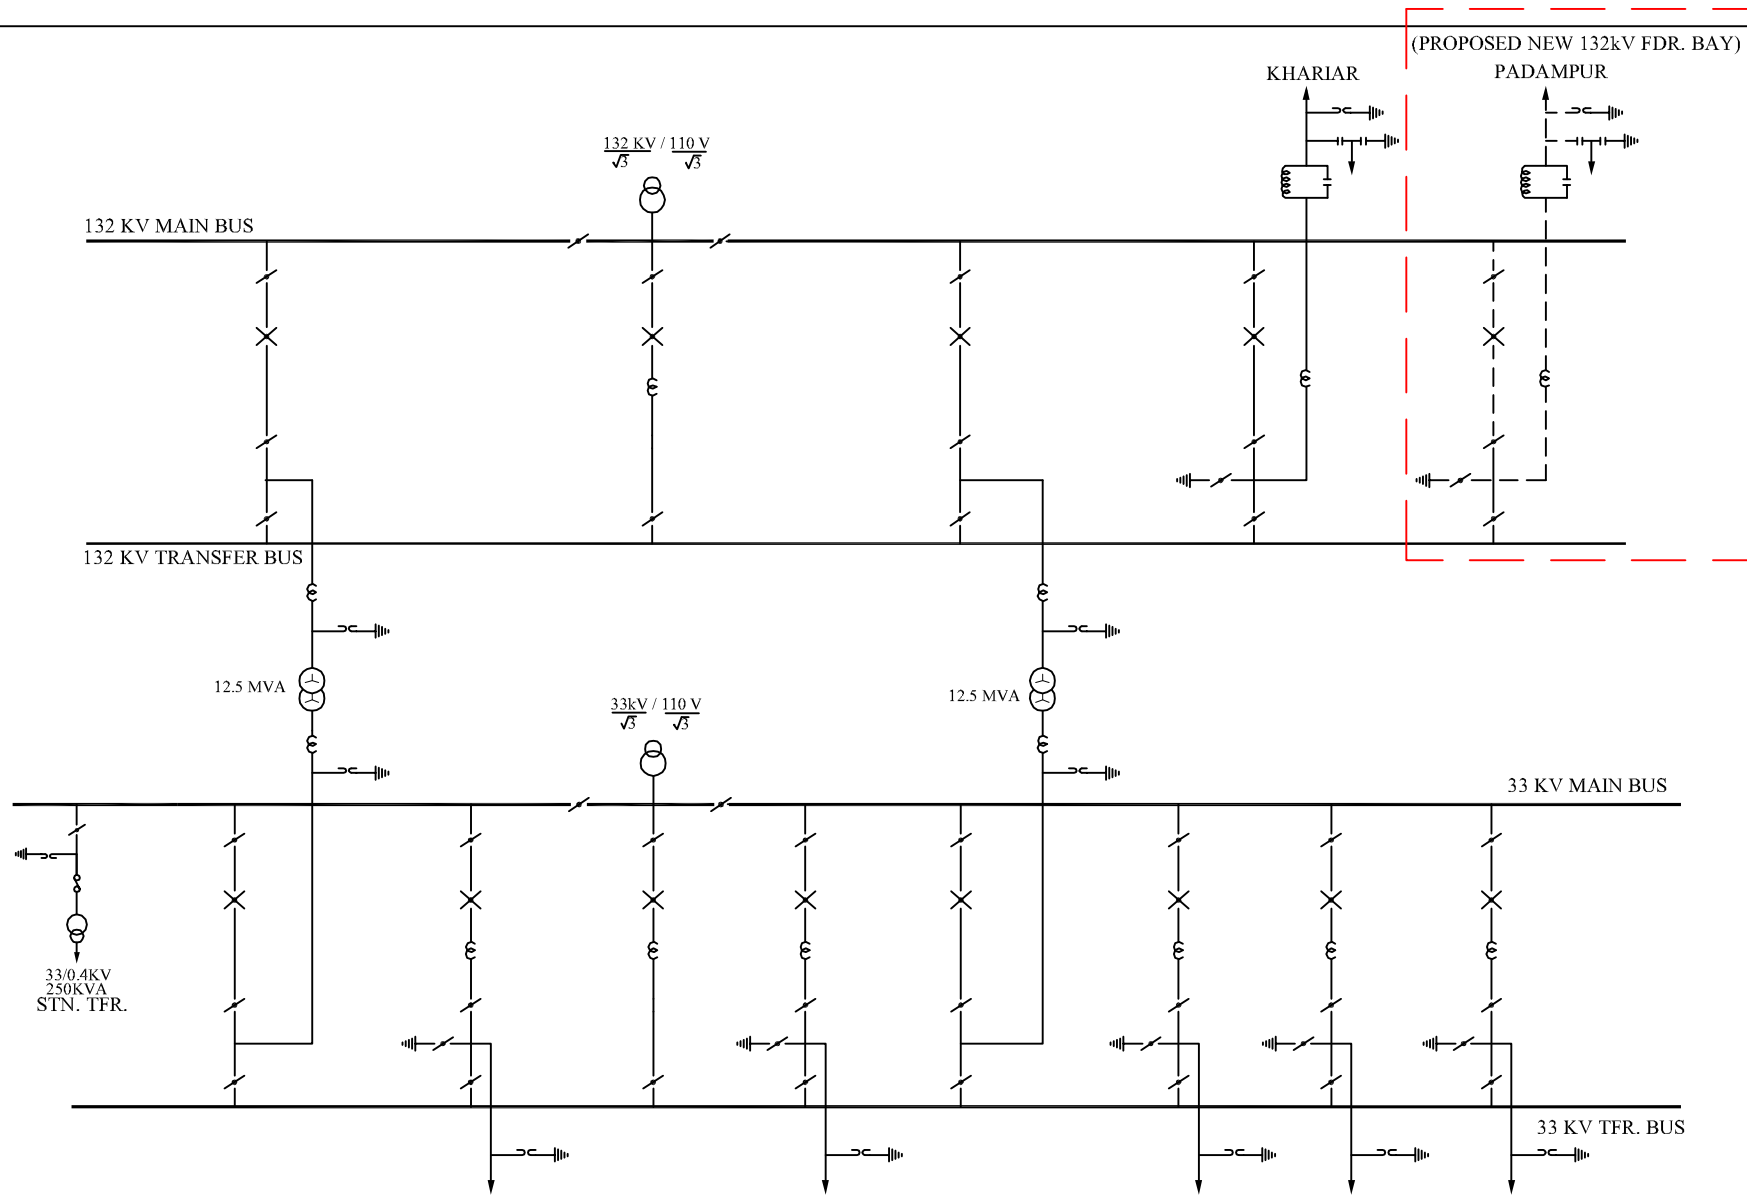 (PROPOSED NEW 132kV FDR. BAY)
KHARIAR
PADAMPUR
132 KV / 110 V
√3 √3
132 KV MAIN BUS
132 KV TRANSFER BUS
12.5 MVA
12.5 MVA
33kV / 110 V
√3 √3
33 KV MAIN BUS
33/0.4KV
250KVA
STN. TFR.
33 KV TFR. BUS